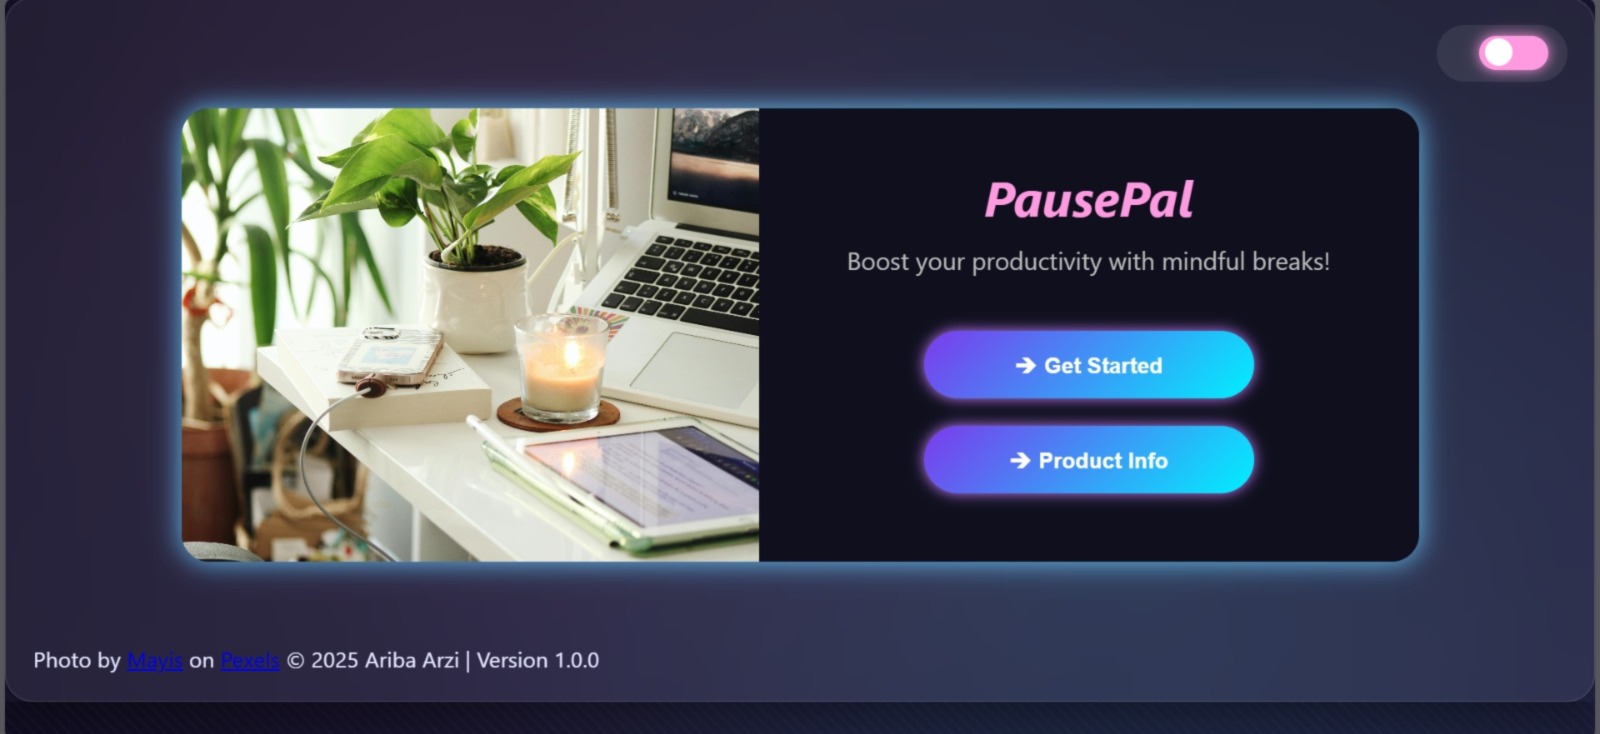 PausePal
Boost your productivity with mindful breaks!
➔ Get Started
➔ Product Info
Photo by Mayis on Pexels © 2025 Ariba Arzi | Version 1.0.0